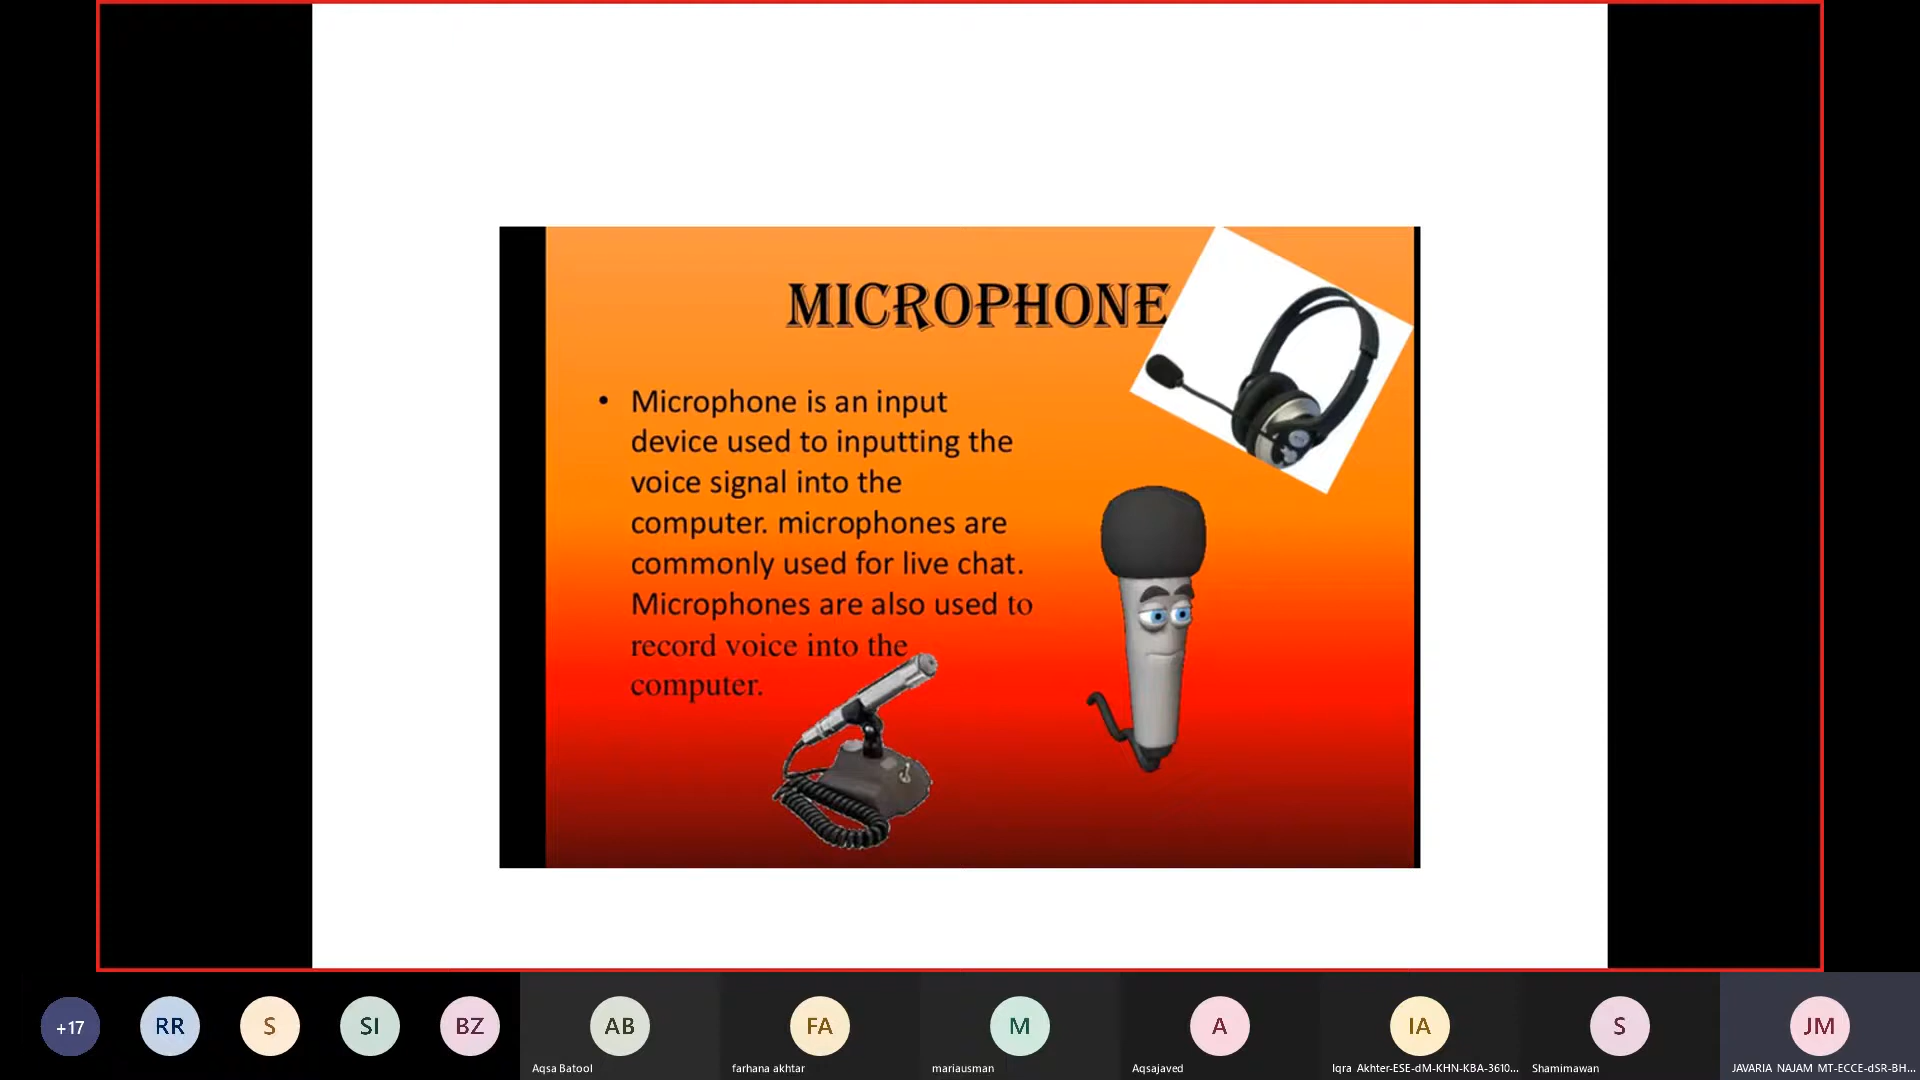 MICROPHONE
• Microphone is an input
device used to inputting the
voice signal into the
computer. microphones are
commonly used for live chat.
Microphones are also used to
record voice into the
computer.
+17
RR
S
SI
BZ
AB
FA
M
A
IA
S
JM
Aqsa Batool
farhana akhtar
mariausman
Aqsajaved
Iqra Akhter-ESE-dM-KHN-KBA-3610...
Shamimawan
JAVARIA NAJAM MT-ECCE-dSR-BH...